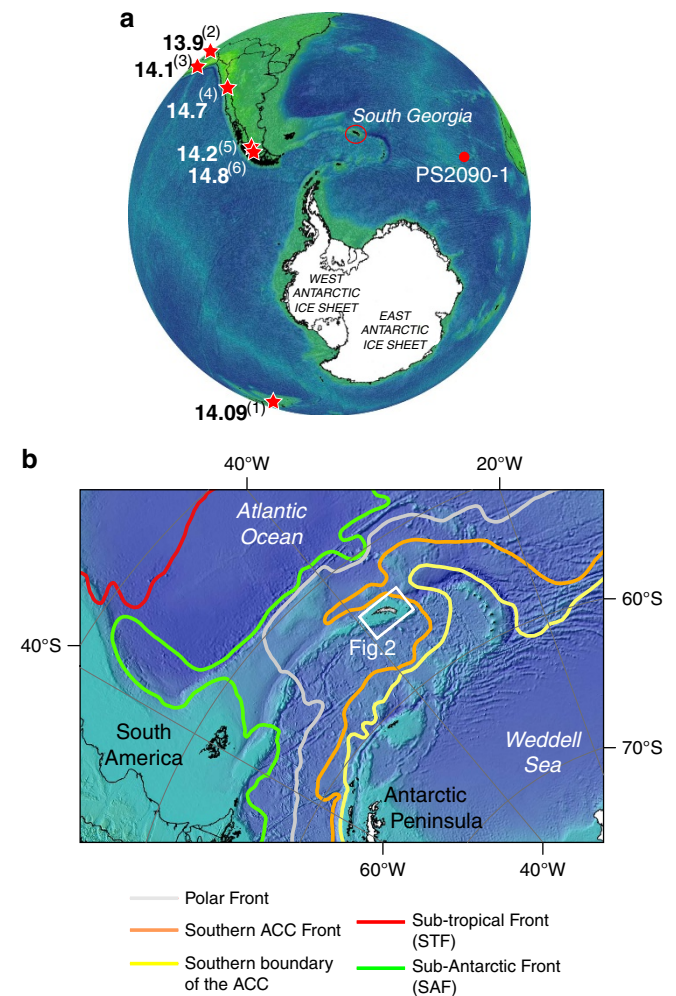 a
13.9(2)
14.1(3)
(4)
14.7
South Georgia
14.2(5)
14.8(6)
PS2090-1
WEST
ANTARCTIC
ICE SHEET
EAST
ANTARCTIC
ICE SHEET
14.09(1)
b
40°W
20°W
Atlantic
Ocean
60°S
40°S
Fig.2
South
America
Weddell
Sea
70°S
Antarctic
Peninsula
60°W
40°W
Polar Front
Southern ACC Front
Southern boundary
of the ACC
Sub-tropical Front
(STF)
Sub-Antarctic Front
(SAF)